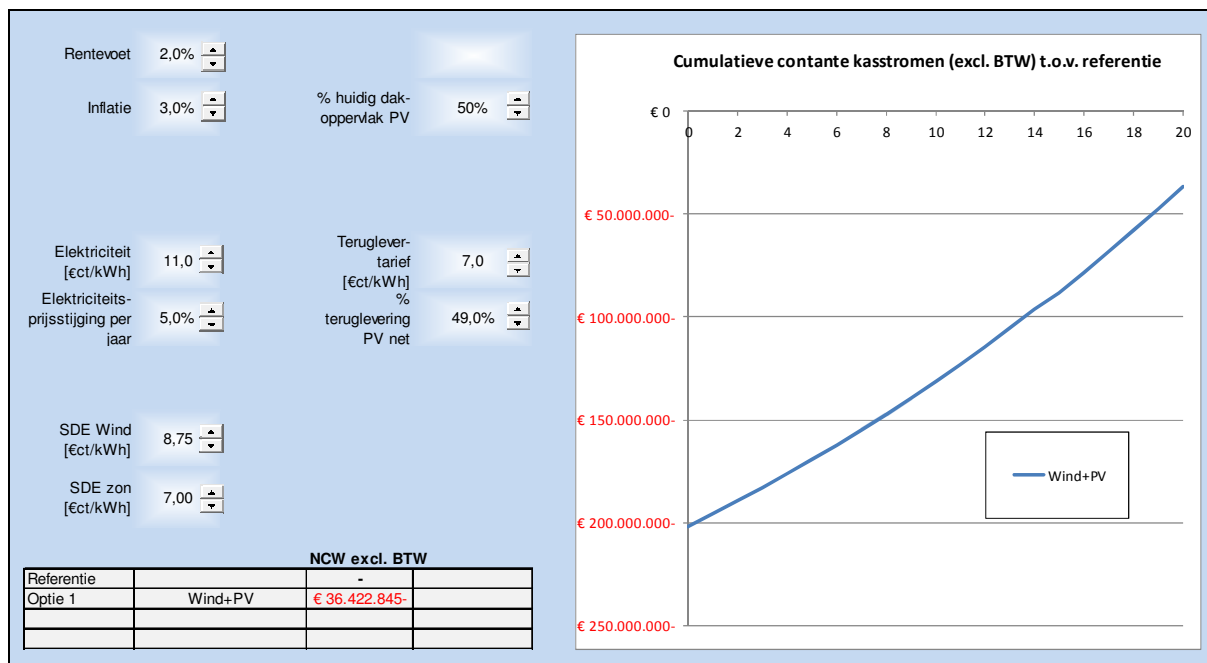 Rentevoet 2,0%
Inflatie 3,0%
% huidig dak-
oppervlak PV 50%
Elektriciteit
[€ct/kWh] 11,0
Teruglever-
tarief
[€ct/kWh] 7,0
Elektriciteits-
prijsstijging per
jaar 5,0%
%
teruglevering
PV net 49,0%
SDE Wind
[€ct/kWh] 8,75
SDE zon
[€ct/kWh] 7,00
NCW excl. BTW
Referentie -
Optie 1 Wind+PV € 36.422.845-
Cumulatieve contante kasstromen (excl. BTW) t.o.v. referentie
€ 0
0 2 4 6 8 10 12 14 16 18 20
€ 50.000.000-
€ 100.000.000-
€ 150.000.000-
€ 200.000.000-
€ 250.000.000-
Wind+PV